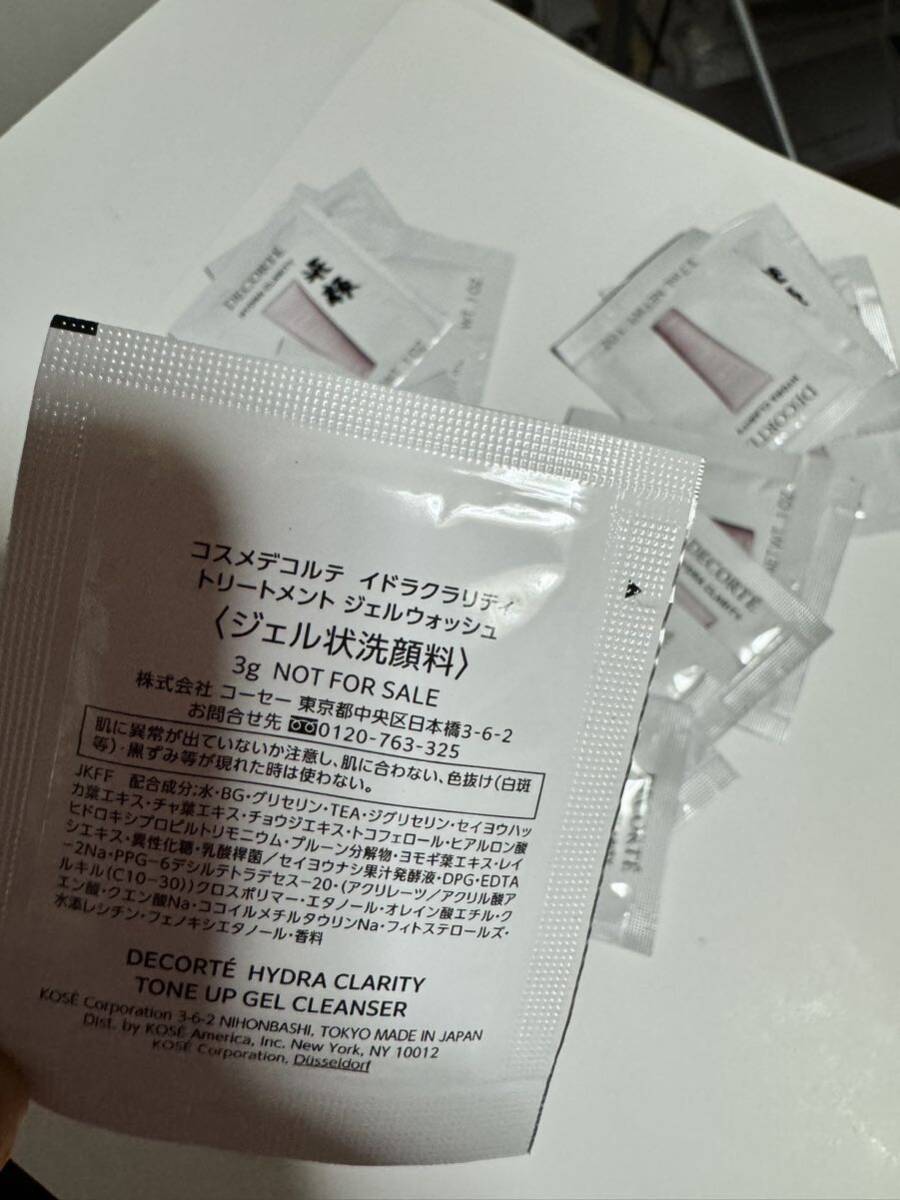 コスメデコルテ イドラクラリティ
トリートメント ジェルウォッシュ
〈ジェル状洗顔料〉
3g NOT FOR SALE
株式会社 コーセー 東京都中央区日本橋3-6-2
お問合せ先 0120-763-325
肌に異常が出ていないか注意し、肌に合わない、色抜け(白斑
等)・黒ずみ等が現れた時は使わない。
JKFF 配合成分:水・BG・グリセリン・TEA・ジグリセリン・セイヨウハッ
カ葉エキス・チャ葉エキス・チョウジエキス・トコフェロール・ヒアルロン酸
ヒドロキシプロピルトリモニウム・プルーン分解物・ヨモギ葉エキス・レイ
シエキス・異性化糖・乳酸桿菌/セイヨウナシ果汁発酵液・DPG・EDTA
-2Na・PPG-6デシルテトラデセス-20・(アクリレーツ/アクリル酸ア
ルキル(C10-30))クロスポリマー・エタノール・オレイン酸エチル・ク
エン酸・クエン酸Na・ココイルメチルタウリンNa・フィトステロールズ・
水添レシチン・フェノキシエタノール・香料
DECORTÉ HYDRA CLARITY
TONE UP GEL CLEANSER
KOSÉ Corporation 3-6-2 NIHONBASHI, TOKYO MADE IN JAPAN
Dist. by KOSÉ America, Inc. New York, NY 10012
KOSÉ Corporation, Düsseldorf
DECORTÉ
HYDRA CLARITY
洗顔
WT. 1 OZ
DECORTÉ
HYDRA CLARITY
DECORTÉ
CLARITY